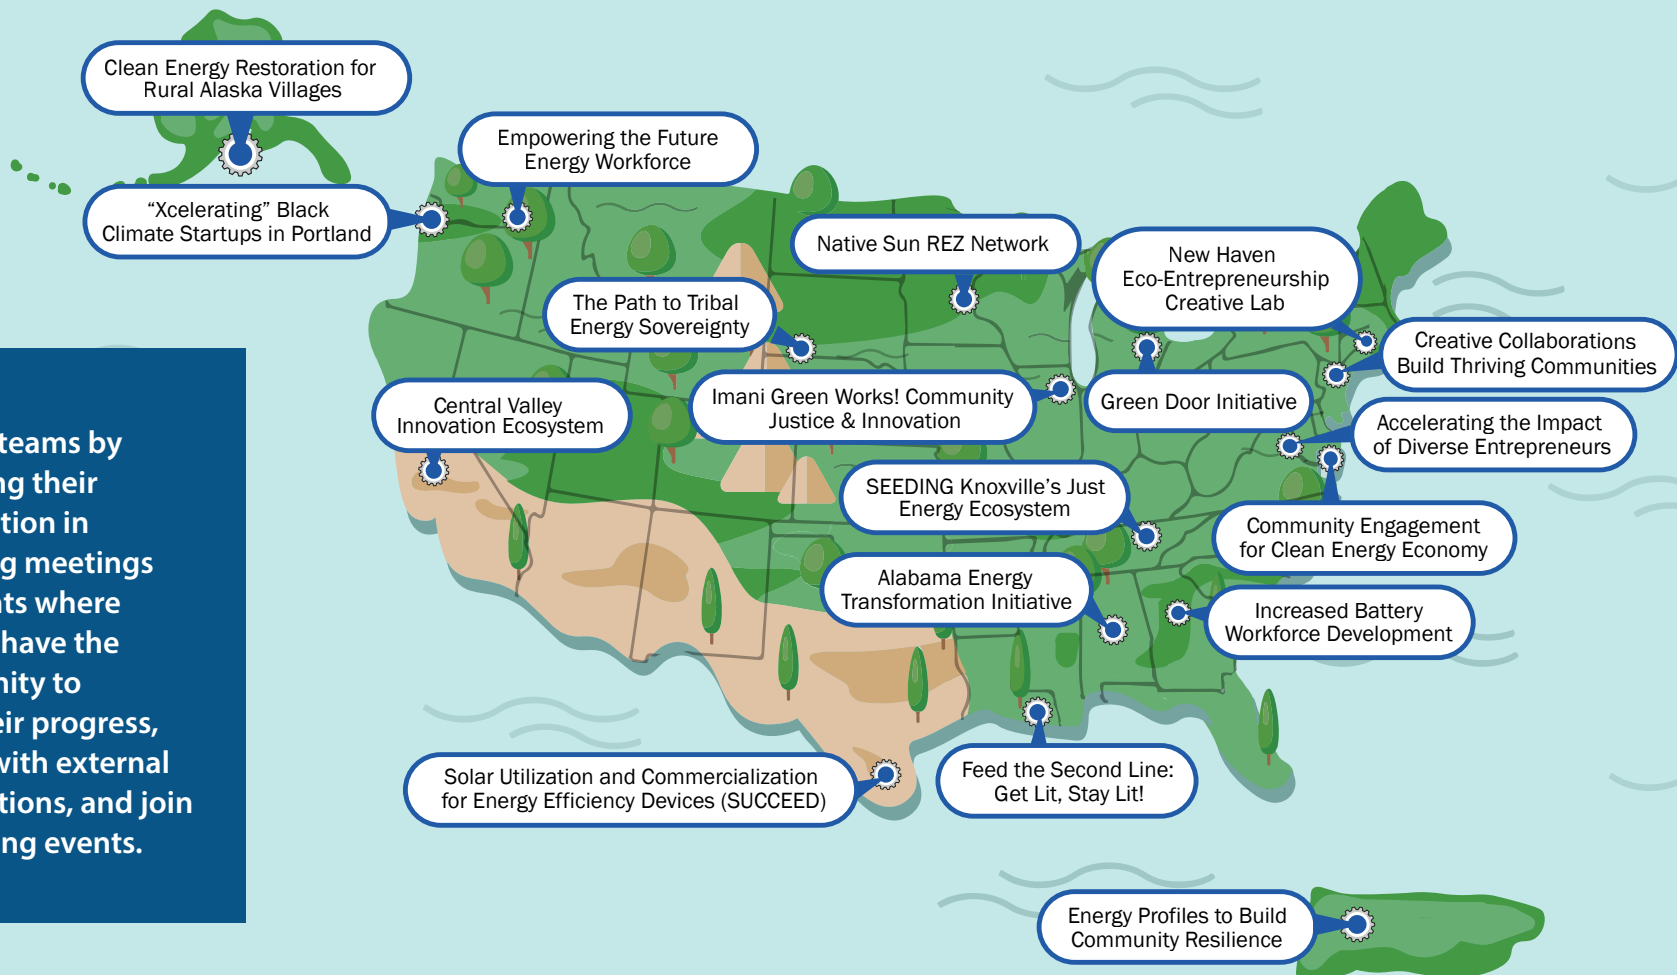 Clean Energy Restoration for
Rural Alaska Villages
Empowering the Future
Energy Workforce
“Xcelerating” Black
Climate Startups in Portland
Native Sun REZ Network
New Haven
Eco-Entrepreneurship
Creative Lab
The Path to Tribal
Energy Sovereignty
Creative Collaborations
Build Thriving Communities
Central Valley
Innovation Ecosystem
Imani Green Works! Community
Justice & Innovation
Green Door Initiative
Accelerating the Impact
of Diverse Entrepreneurs
SEEDING Knoxville’s Just
Energy Ecosystem
Community Engagement
for Clean Energy Economy
Alabama Energy
Transformation Initiative
Increased Battery
Workforce Development
Solar Utilization and Commercialization
for Energy Efficiency Devices (SUCCEED)
Feed the Second Line:
Get Lit, Stay Lit!
Energy Profiles to Build
Community Resilience
teams by
ng their
tion in
g meetings
ts where
have the
nity to
eir progress,
with external
tions, and join
ng events.